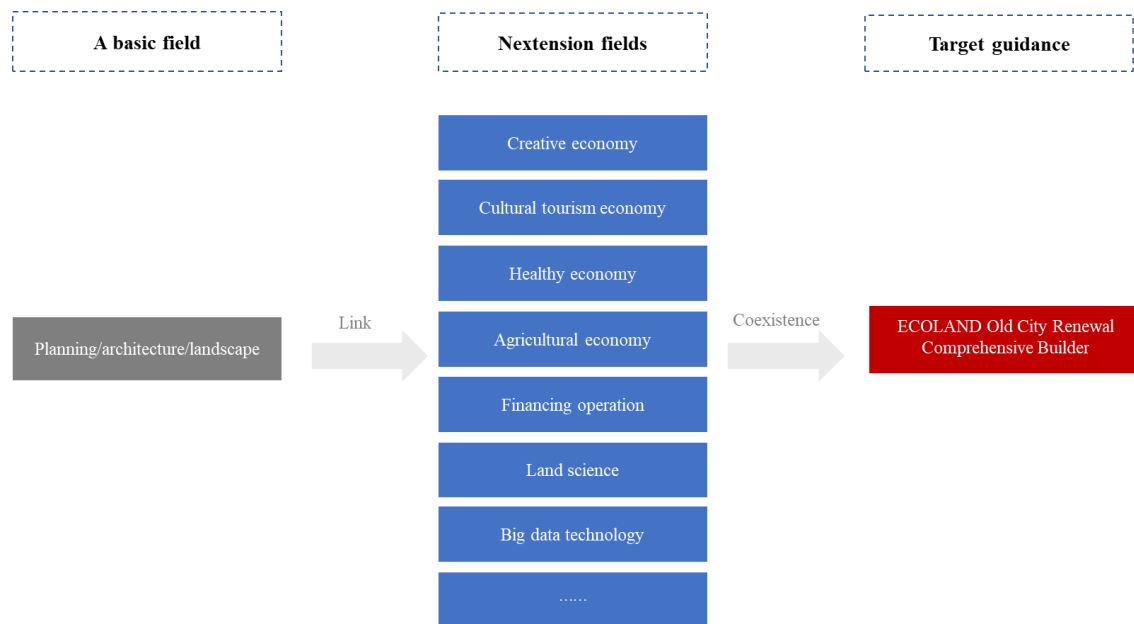 A basic field
Nextension fields
Target guidance
Creative economy
Cultural tourism economy
Healthy economy
Link
Coexistence
ECOLAND Old City Renewal
Comprehensive Builder
Planning/architecture/landscape
Agricultural economy
Financing operation
Land science
Big data technology
......